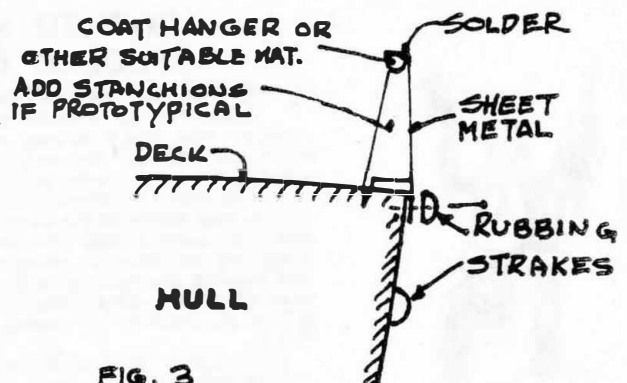 COAT HANGER OR
OTHER SUITABLE MAT.
SOLDER
ADD STANCHIONS
IF PROTOTYPICAL
SHEET
METAL
DECK
RUBBING
STRAKES
HULL
FIG. 3